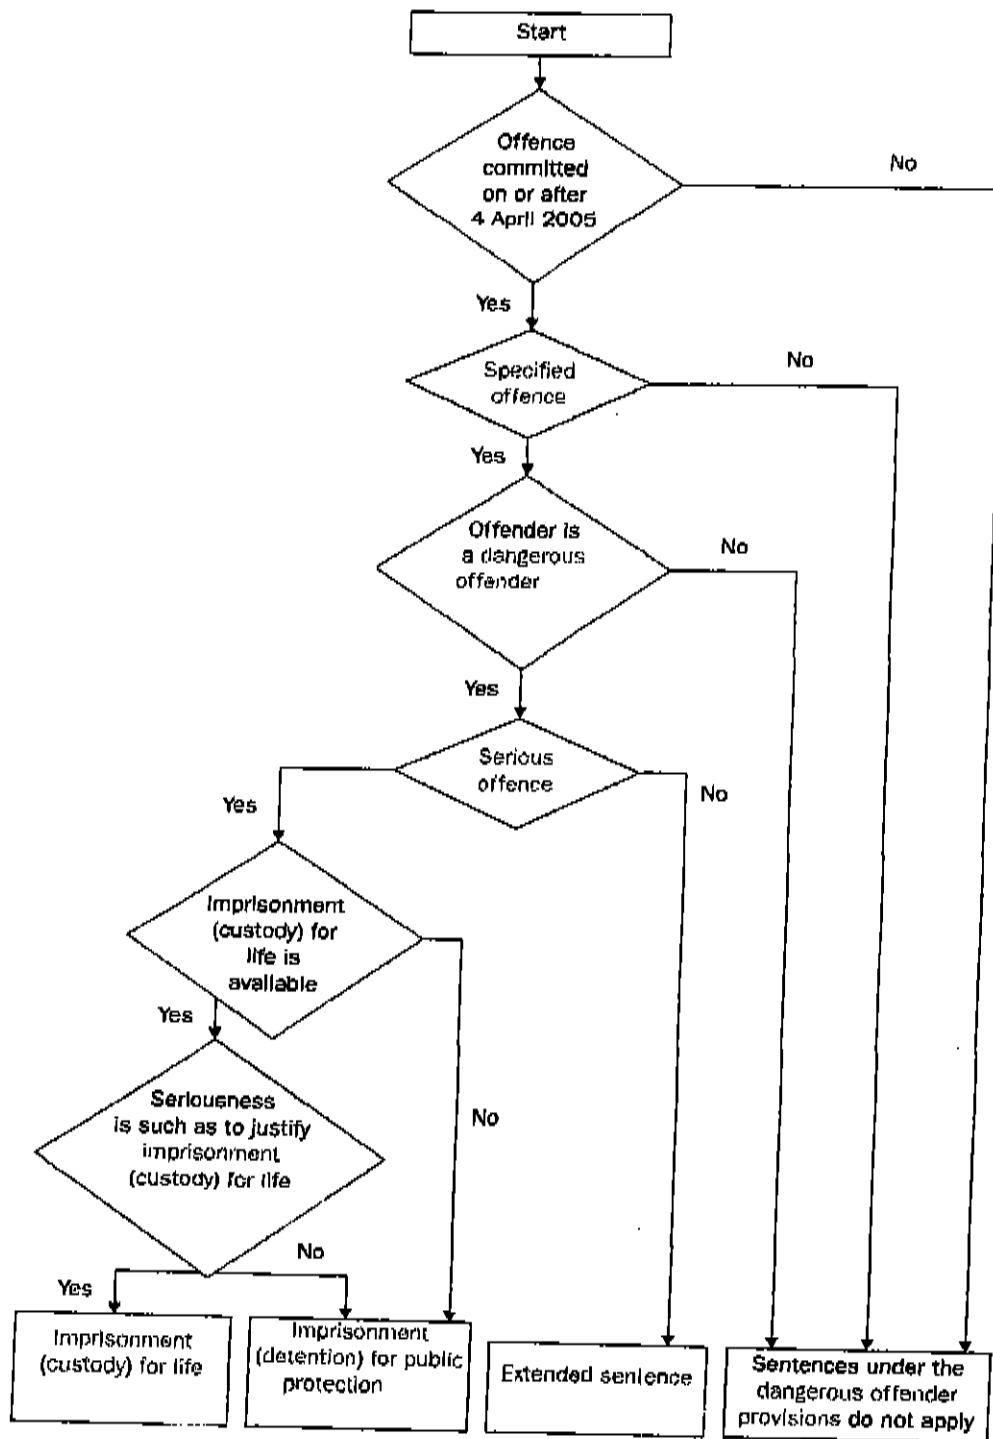 Start
Offence
committed
on or after
4 April 2005
No
Yes
Specified
offence
No
Yes
Offender is
a dangerous
offender
No
Yes
Serious
offence
No
Yes
Imprisonment
(custody) for
life is
available
Yes
No
Seriousness
is such as to justify
imprisonment
(custody) for life
No
Yes
Imprisonment
(custody) for life
Imprisonment
(detention) for public
protection
Extended sentence
Sentences under the
dangerous offender
provisions do not apply